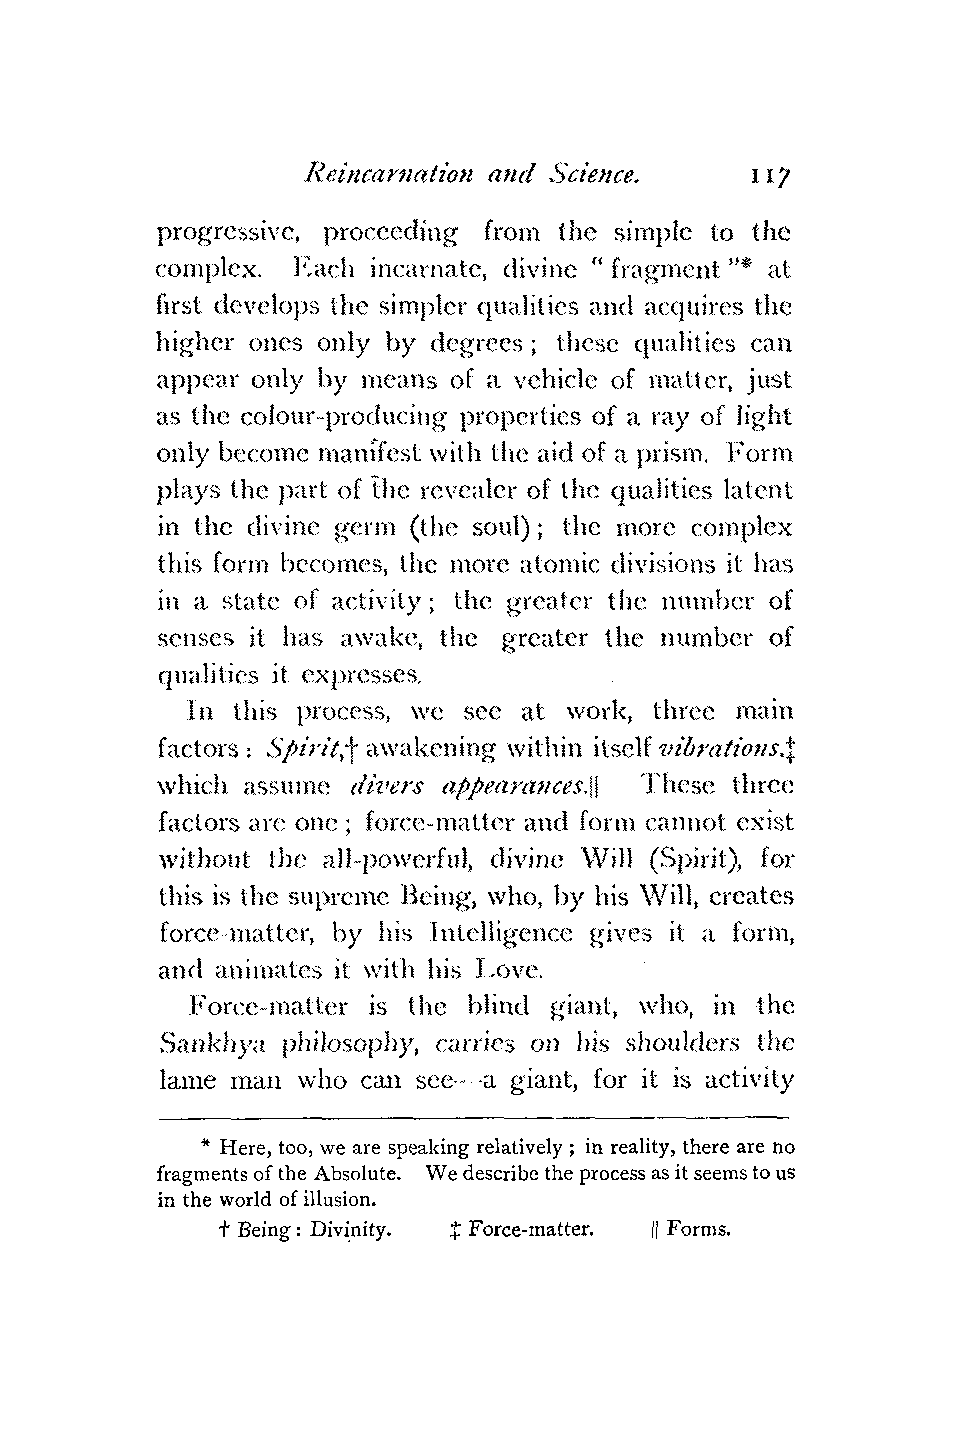 Reincarnation and Science. 117
progressive, proceeding from the simple to the
complex. Each incarnate, divine " fragment "* at
first develops the simpler qualities and acquires the
higher ones only by degrees ; these qualities can
appear only by means of a vehicle of matter, just
as the colour-producing properties of a ray of light
only become manifest with the aid of a prism. Form
plays the part of the revealer of the qualities latent
in the divine germ (the soul) ; the more complex
this form becomes, the more atomic divisions it has
in a state of activity ; the greater the number of
senses it has awake, the greater the number of
qualities it expresses.
In this process, we see at work, three main
factors : Spirit,† awakening within itself vibrations.‡
which assume divers appearances.‖ These three
factors are one ; force-matter and form cannot exist
without the all-powerful, divine Will (Spirit), for
this is the supreme Being, who, by his Will, creates
force-matter, by his Intelligence gives it a form,
and animates it with his Love.
Force-matter is the blind giant, who, in the
Sankhya philosophy, carries on his shoulders the
lame man who can see—a giant, for it is activity
* Here, too, we are speaking relatively ; in reality, there are no
fragments of the Absolute. We describe the process as it seems to us
in the world of illusion.
† Being : Divinity. ‡ Force-matter. ‖ Forms.